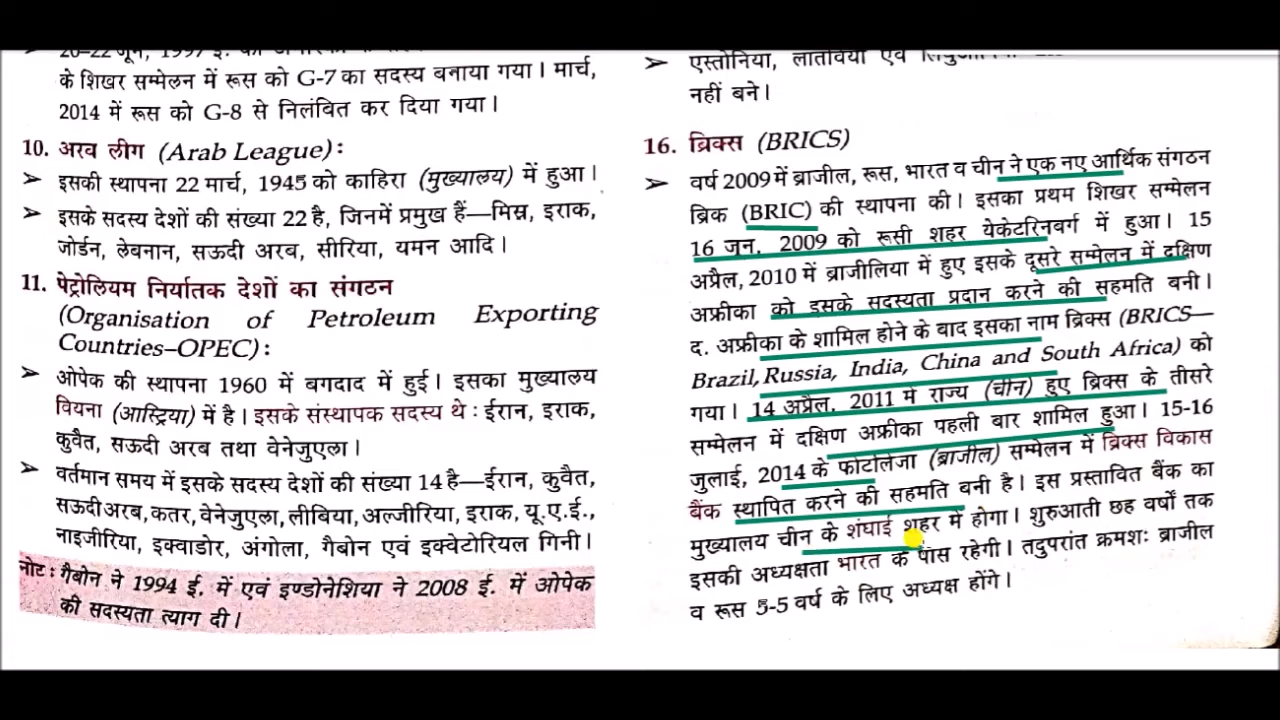 के शिखर सम्मेलन में रूस को G-7 का सदस्य बनाया गया। मार्च,
2014 में रूस को G-8 से निलंबित कर दिया गया।
10. अरब लीग (Arab League) :
➤ इसकी स्थापना 22 मार्च, 1945 को काहिरा (मुख्यालय) में हुआ।
➤ इसके सदस्य देशों की संख्या 22 है, जिनमें प्रमुख हैं—मिस्र, इराक,
जोर्डन, लेबनान, सऊदी अरब, सीरिया, यमन आदि।
11. पेट्रोलियम निर्यातक देशों का संगठन
(Organisation of Petroleum Exporting
Countries–OPEC) :
➤ ओपेक की स्थापना 1960 में बगदाद में हुई। इसका मुख्यालय
वियना (आस्ट्रिया) में है। इसके संस्थापक सदस्य थे : ईरान, इराक,
कुवैत, सऊदी अरब तथा वेनेजुएला।
➤ वर्तमान समय में इसके सदस्य देशों की संख्या 14 है—ईरान, कुवैत,
सऊदी अरब, कतर, वेनेजुएला, लीबिया, अल्जीरिया, इराक, यू.ए.ई.,
नाइजीरिया, इक्वाडोर, अंगोला, गैबोन एवं इक्वेटोरियल गिनी।
नोट : गैबोन ने 1994 ई. में एवं इण्डोनेशिया ने 2008 ई. में ओपेक
की सदस्यता त्याग दी।
➤ एस्तोनिया, लातविया एवं
नहीं बने।
16. ब्रिक्स (BRICS)
➤ वर्ष 2009 में ब्राजील, रूस, भारत व चीन ने एक नए आर्थिक संगठन
ब्रिक (BRIC) की स्थापना की। इसका प्रथम शिखर सम्मेलन
16 जून, 2009 को रूसी शहर येकेटरिनबर्ग में हुआ। 15
अप्रैल, 2010 में ब्राजीलिया में हुए इसके दूसरे सम्मेलन में दक्षिण
अफ्रीका को इसके सदस्यता प्रदान करने की सहमति बनी।
द. अफ्रीका के शामिल होने के बाद इसका नाम ब्रिक्स (BRICS—
Brazil, Russia, India, China and South Africa) को
गया। 14 अप्रैल, 2011 में राज्य (चीन) हुए ब्रिक्स के तीसरे
सम्मेलन में दक्षिण अफ्रीका पहली बार शामिल हुआ। 15-16
जुलाई, 2014 के फोर्टालेजा (ब्राजील) सम्मेलन में ब्रिक्स विकास
बैंक स्थापित करने की सहमति बनी है। इस प्रस्तावित बैंक का
मुख्यालय चीन के शंघाई शहर में होगा। शुरुआती छह वर्षों तक
इसकी अध्यक्षता भारत के पास रहेगी। तदुपरांत क्रमशः ब्राजील
व रूस 5-5 वर्ष के लिए अध्यक्ष होंगे।